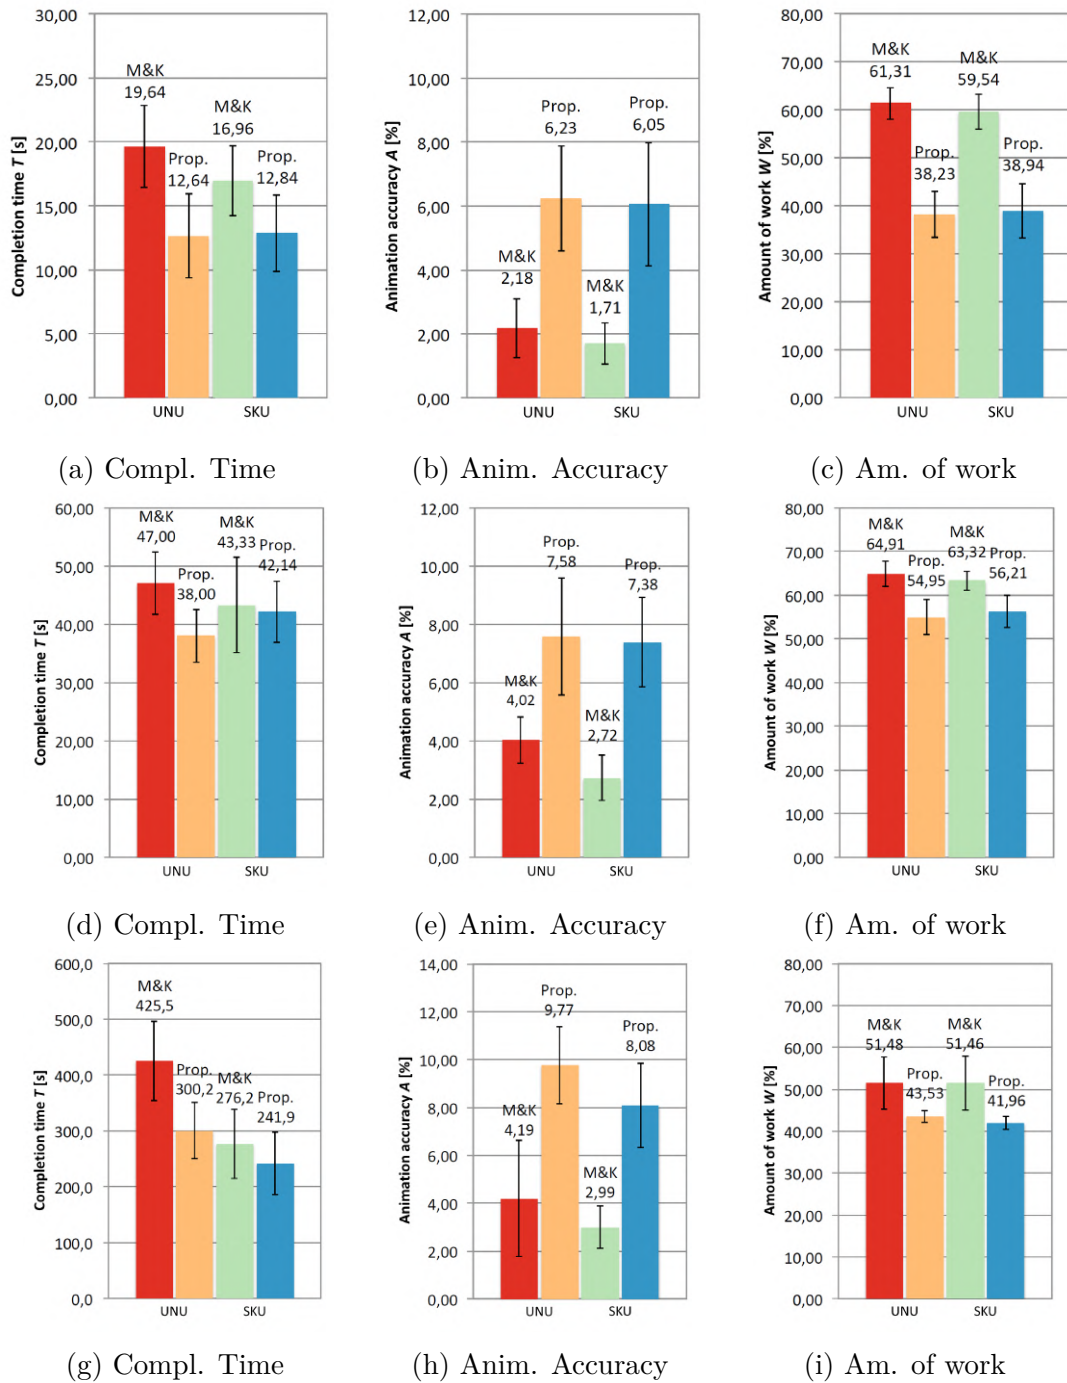 30,00
25,00
20,00
15,00
10,00
5,00
0,00
Completion time T [s]
M&K
19,64
Prop.
12,64
M&K
16,96
Prop.
12,84
UNU
SKU
12,00
10,00
8,00
6,00
4,00
2,00
0,00
Animation accuracy A [%]
M&K
2,18
Prop.
6,23
M&K
1,71
Prop.
6,05
UNU
SKU
80,00
70,00
60,00
50,00
40,00
30,00
20,00
10,00
0,00
Amount of work W [%]
M&K
61,31
Prop.
38,23
M&K
59,54
Prop.
38,94
UNU
SKU
(a) Compl. Time
(b) Anim. Accuracy
(c) Am. of work
60,00
50,00
40,00
30,00
20,00
10,00
0,00
Completion time T [s]
M&K
47,00
Prop.
38,00
M&K
43,33
Prop.
42,14
UNU
SKU
12,00
10,00
8,00
6,00
4,00
2,00
0,00
Animation accuracy A [%]
M&K
4,02
Prop.
7,58
M&K
2,72
Prop.
7,38
UNU
SKU
80,00
70,00
60,00
50,00
40,00
30,00
20,00
10,00
0,00
Amount of work W [%]
M&K
64,91
Prop.
54,95
M&K
63,32
Prop.
56,21
UNU
SKU
(d) Compl. Time
(e) Anim. Accuracy
(f) Am. of work
600,0
500,0
400,0
300,0
200,0
100,0
0,0
Completion time T [s]
M&K
425,5
Prop.
300,2
M&K
276,2
Prop.
241,9
UNU
SKU
14,00
12,00
10,00
8,00
6,00
4,00
2,00
0,00
Animation accuracy A [%]
M&K
4,19
Prop.
9,77
M&K
2,99
Prop.
8,08
UNU
SKU
80,00
70,00
60,00
50,00
40,00
30,00
20,00
10,00
0,00
Amount of work W [%]
M&K
51,48
Prop.
43,53
M&K
51,46
Prop.
41,96
UNU
SKU
(g) Compl. Time
(h) Anim. Accuracy
(i) Am. of work